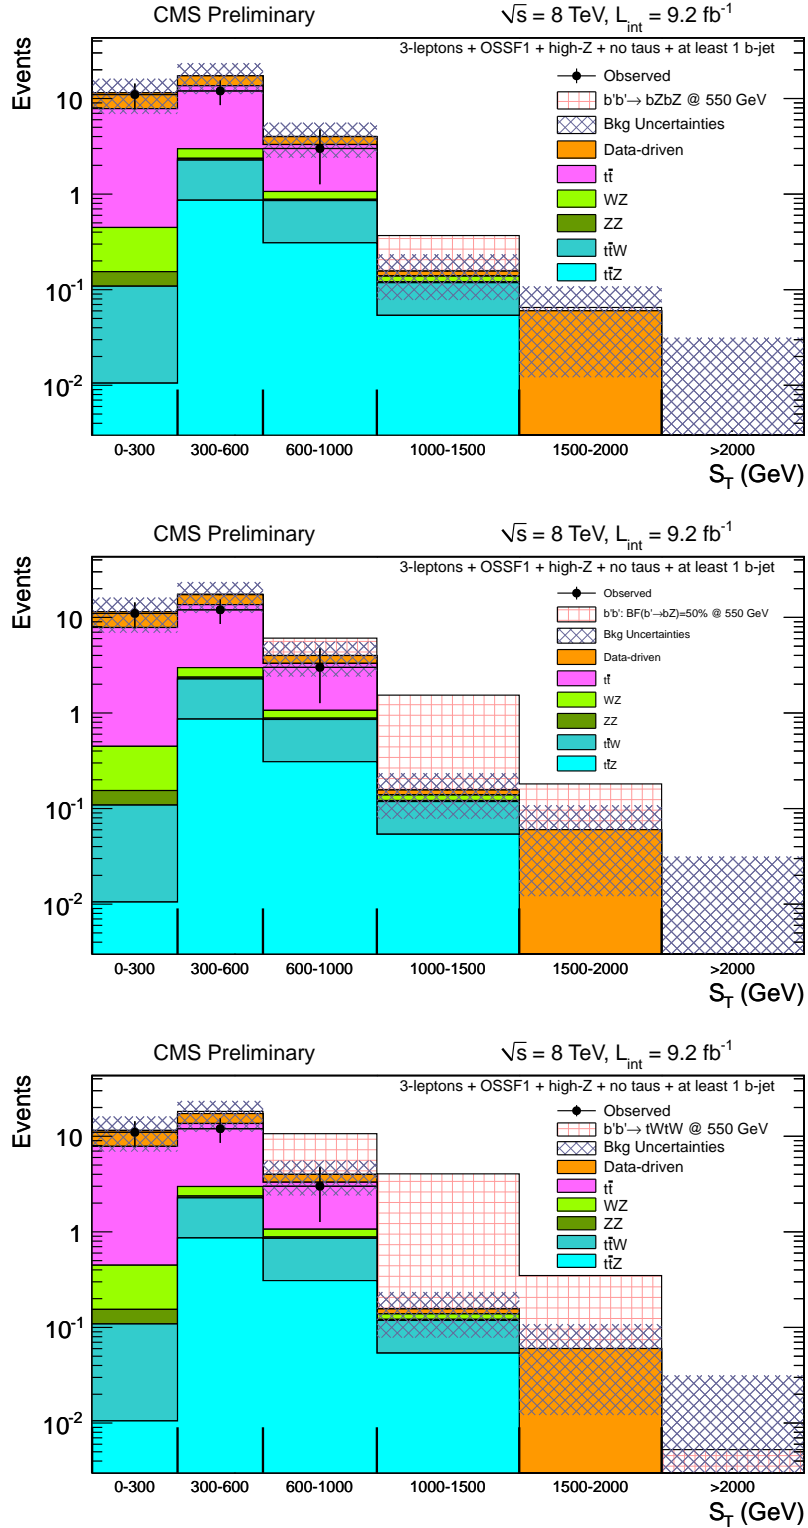 CMS Preliminary √s = 8 TeV, L_int = 9.2 fb⁻¹
Events
3-leptons + OSSF1 + high-Z + no taus + at least 1 b-jet
Observed
b'b'→ bZbZ @ 550 GeV
Bkg Uncertainties
Data-driven
tt̄
WZ
ZZ
tt̄W
tt̄Z
10
1
10⁻¹
10⁻²
0-300 300-600 600-1000 1000-1500 1500-2000 >2000
S_T (GeV)
CMS Preliminary √s = 8 TeV, L_int = 9.2 fb⁻¹
Events
3-leptons + OSSF1 + high-Z + no taus + at least 1 b-jet
Observed
b'b': BF(b'→bZ)=50% @ 550 GeV
Bkg Uncertainties
Data-driven
tt̄
WZ
ZZ
tt̄W
tt̄Z
10
1
10⁻¹
10⁻²
0-300 300-600 600-1000 1000-1500 1500-2000 >2000
S_T (GeV)
CMS Preliminary √s = 8 TeV, L_int = 9.2 fb⁻¹
Events
3-leptons + OSSF1 + high-Z + no taus + at least 1 b-jet
Observed
b'b'→ tWtW @ 550 GeV
Bkg Uncertainties
Data-driven
tt̄
WZ
ZZ
tt̄W
tt̄Z
10
1
10⁻¹
10⁻²
0-300 300-600 600-1000 1000-1500 1500-2000 >2000
S_T (GeV)